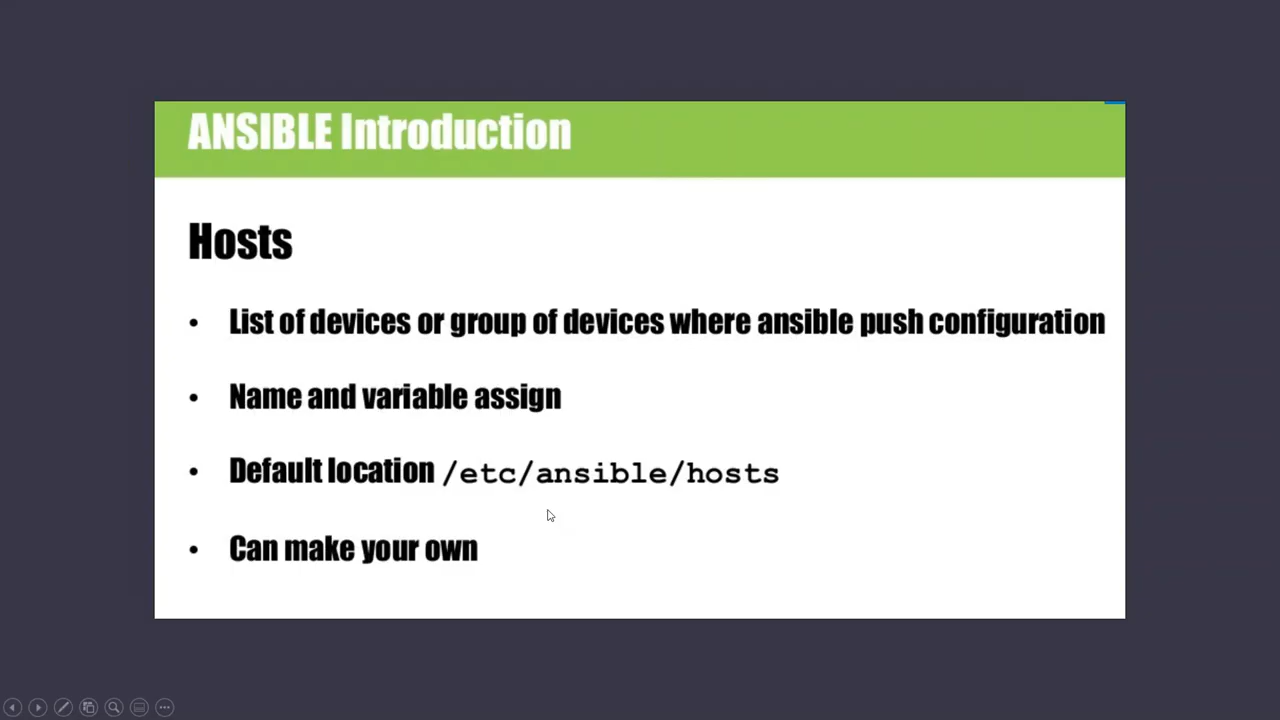 ANSIBLE Introduction
Hosts
• List of devices or group of devices where ansible push configuration
• Name and variable assign
• Default location /etc/ansible/hosts
• Can make your own